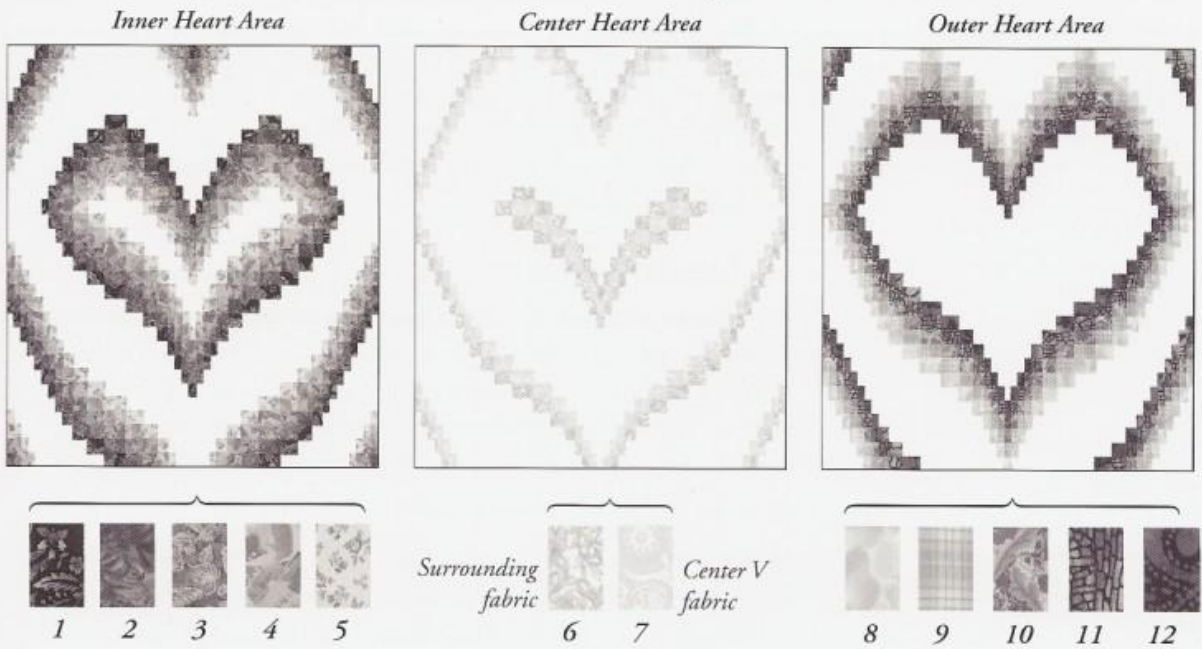 Inner Heart Area
Center Heart Area
Outer Heart Area
Surrounding fabric
Center V fabric
1 2 3 4 5
6 7
8 9 10 11 12